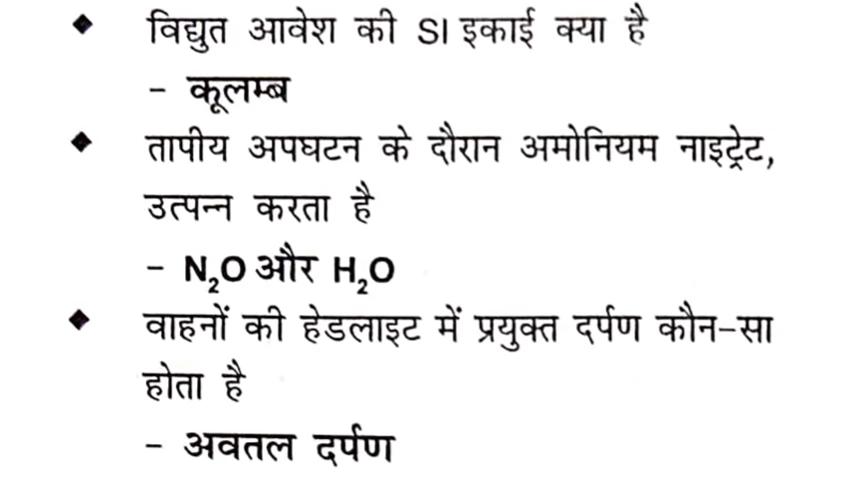 ◆ विद्युत आवेश की SI इकाई क्या है
– कूलम्ब
◆ तापीय अपघटन के दौरान अमोनियम नाइट्रेट,
उत्पन्न करता है
– N₂O और H₂O
◆ वाहनों की हेडलाइट में प्रयुक्त दर्पण कौन–सा
होता है
– अवतल दर्पण